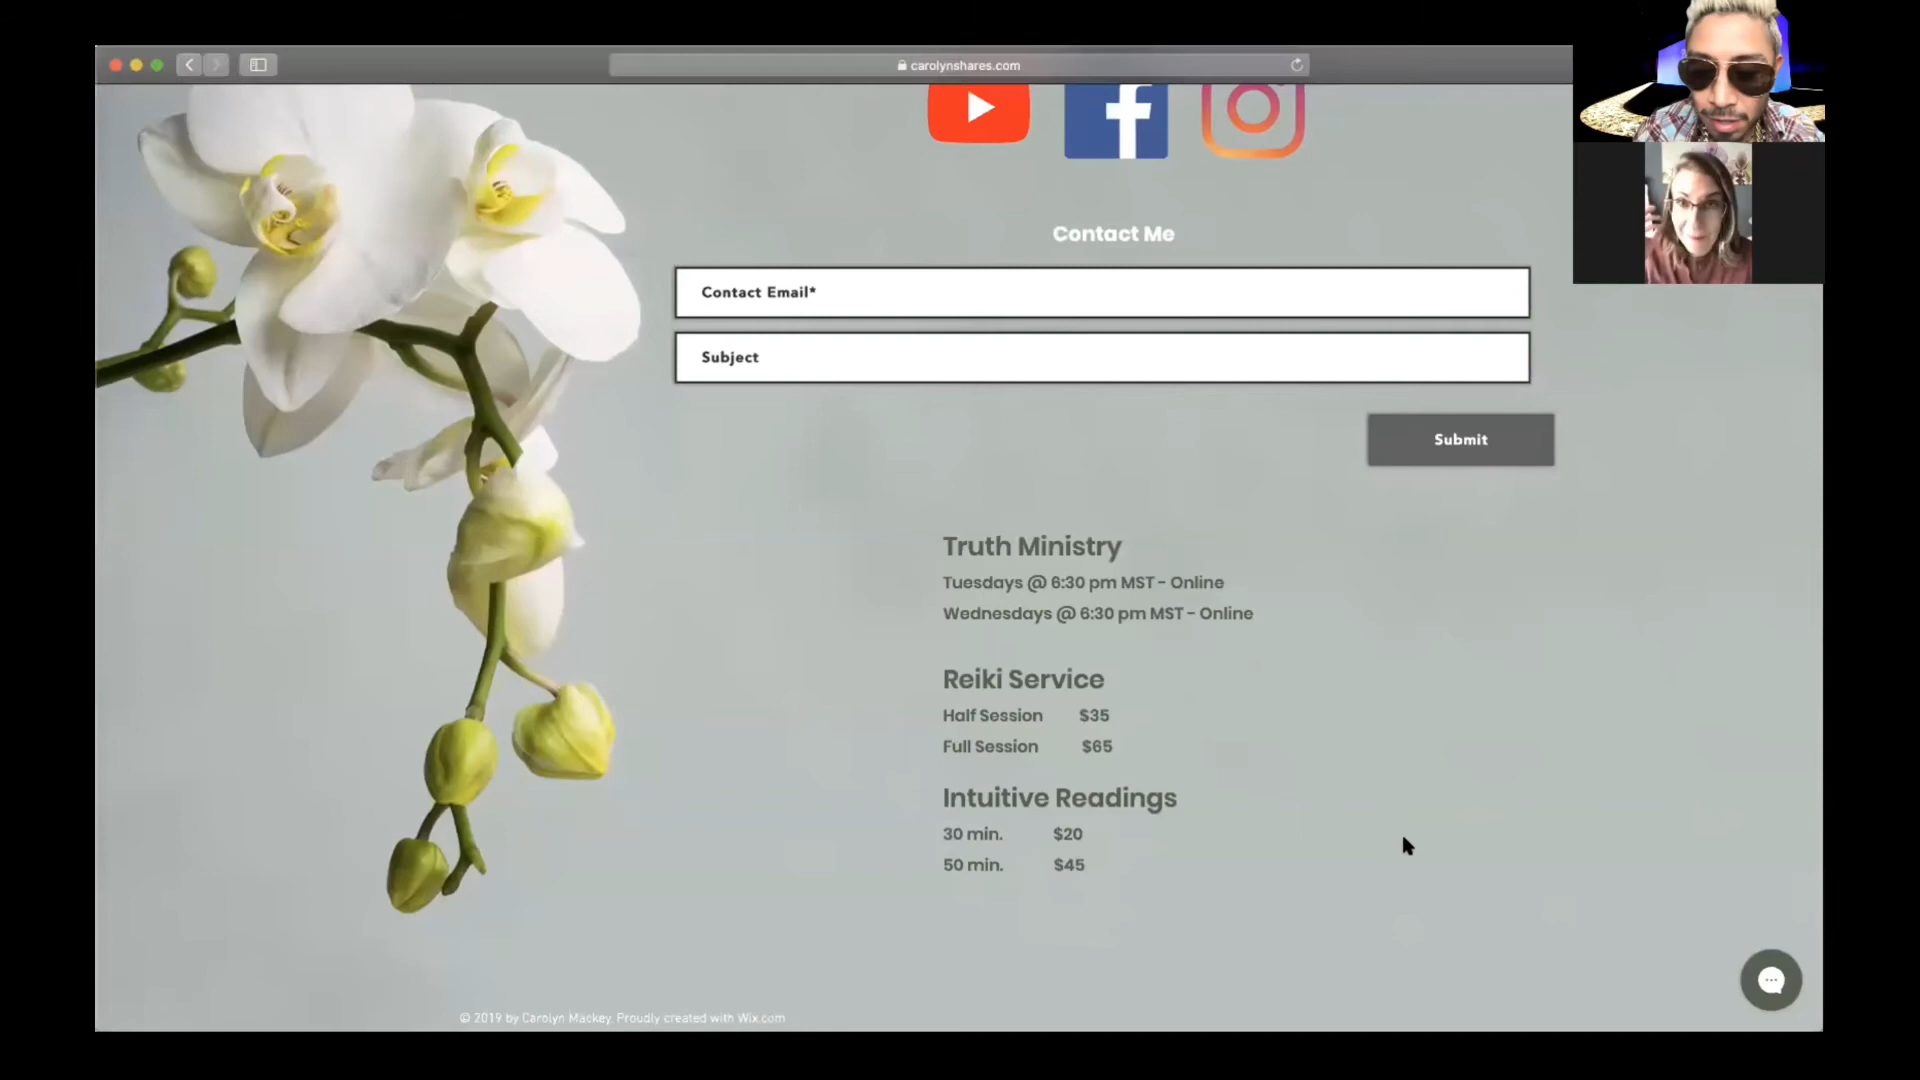 carolynshares.com
Contact Me
Contact Email*
Subject
Submit
Truth Ministry
Tuesdays @ 6:30 pm MST - Online
Wednesdays @ 6:30 pm MST - Online
Reiki Service
Half Session $35
Full Session $65
Intuitive Readings
30 min. $20
50 min. $45
© 2019 by Carolyn Mackey. Proudly created with Wix.com